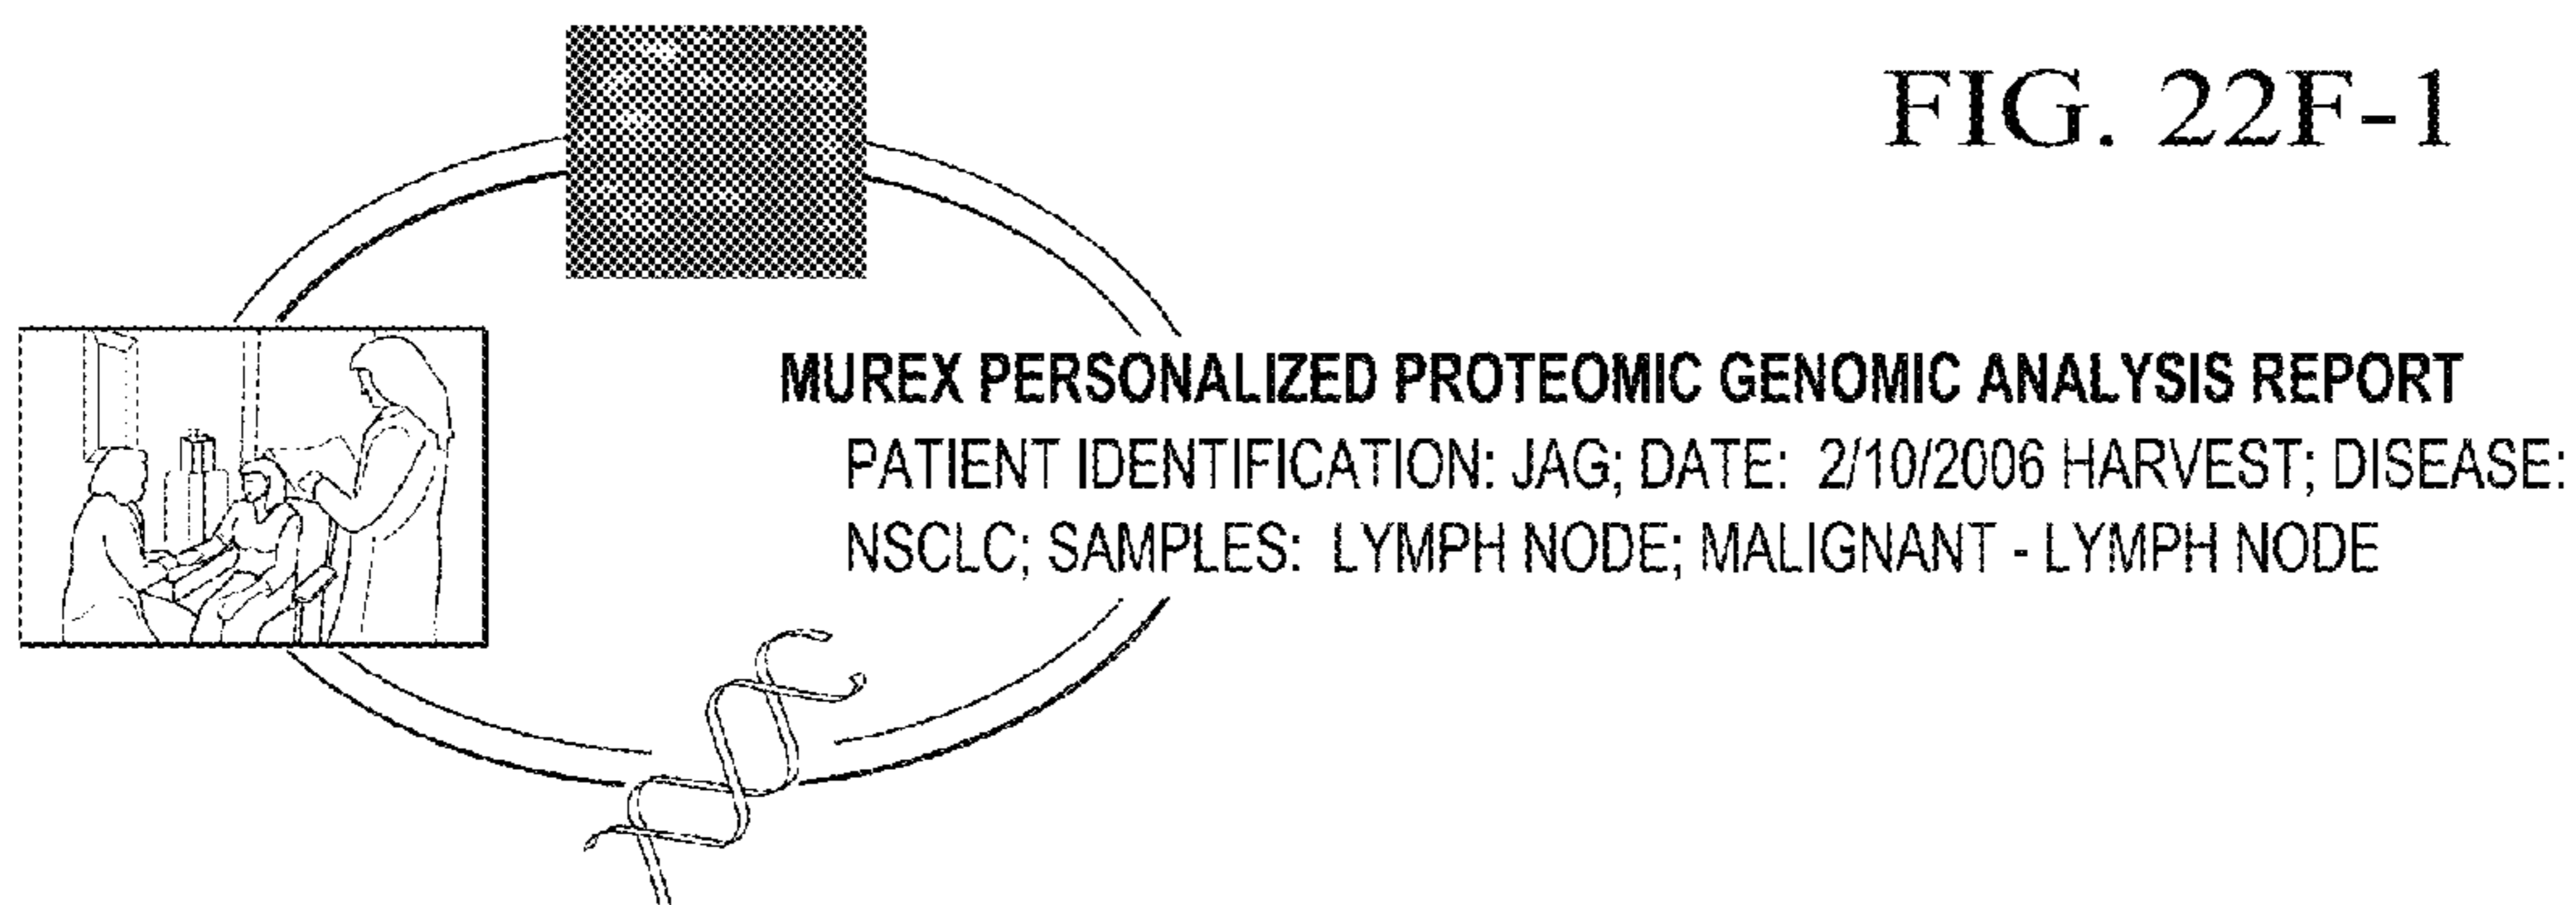 FIG. 22F-1
MUREX PERSONALIZED PROTEOMIC GENOMIC ANALYSIS REPORT
PATIENT IDENTIFICATION: JAG; DATE: 2/10/2006 HARVEST; DISEASE:
NSCLC; SAMPLES: LYMPH NODE; MALIGNANT - LYMPH NODE